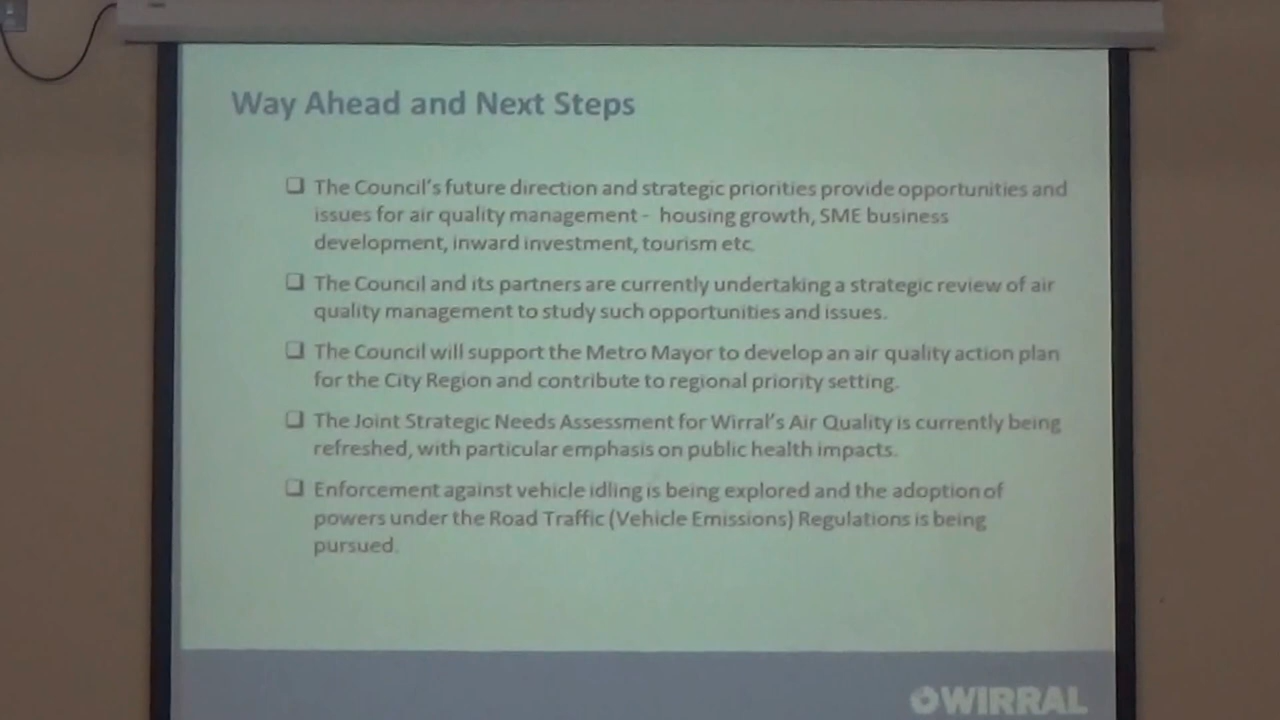 Way Ahead and Next Steps
❑ The Council's future direction and strategic priorities provide opportunities and
issues for air quality management - housing growth, SME business
development, inward investment, tourism etc.
❑ The Council and its partners are currently undertaking a strategic review of air
quality management to study such opportunities and issues.
❑ The Council will support the Metro Mayor to develop an air quality action plan
for the City Region and contribute to regional priority setting.
❑ The Joint Strategic Needs Assessment for Wirral's Air Quality is currently being
refreshed, with particular emphasis on public health impacts.
❑ Enforcement against vehicle idling is being explored and the adoption of
powers under the Road Traffic (Vehicle Emissions) Regulations is being
pursued.
WIRRAL